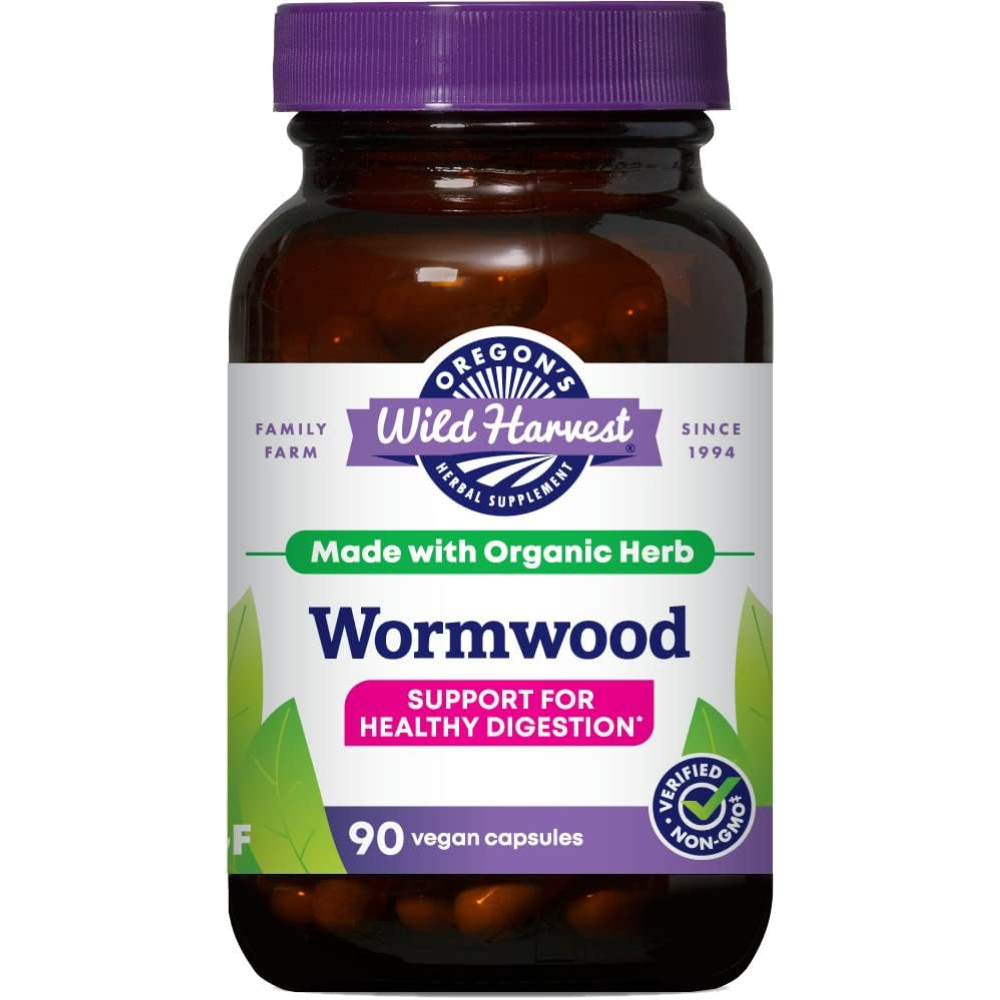 OREGON'S
Wild Harvest®
HERBAL SUPPLEMENT
FAMILY
FARM
SINCE
1994
Made with Organic Herb
Wormwood
SUPPORT FOR
HEALTHY DIGESTION*
VERIFIED
NON-GMO‡
90 vegan capsules